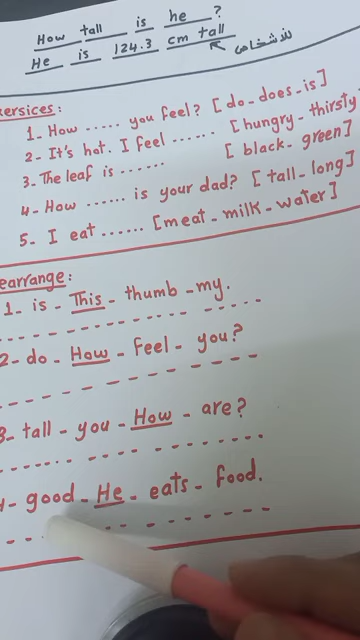 How tall is he ?
He is 124.3 cm tall
للأشخاص
ersices:
1- How ...... you feel? [ do - does - is ]
2- It's hot. I feel ...... [ hungry - thirsty
3- The leaf is ...... [ black - green ]
4- How ...... is your dad? [ tall - long ]
5- I eat ...... [ meat - milk - water ]
earrange:
1- is - This - thumb - my.
2- do - How - Feel - you?
3- tall - you - How - are?
4- good - He - eats - food.